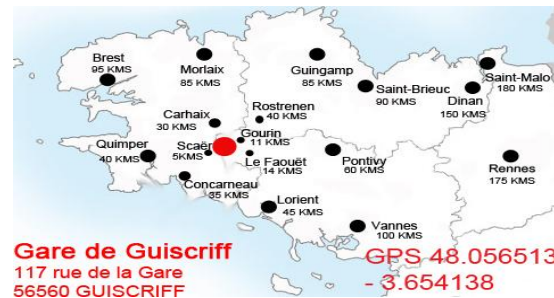 Brest
95 KMS
Morlaix
85 KMS
Guingamp
85 KMS
Saint-Malo
180 KMS
Saint-Brieuc
90 KMS
Dinan
150 KMS
Rostrenen
40 KMS
Carhaix
30 KMS
Gourin
11 KMS
Quimper
40 KMS
Scaër
5KMS
Le Faouët
14 KMS
Pontivy
60 KMS
Rennes
175 KMS
Concarneau
35 KMS
Lorient
45 KMS
Vannes
100 KMS
Gare de Guiscriff
117 rue de la Gare
56560 GUISCRIFF
GPS 48.056513
- 3.654138